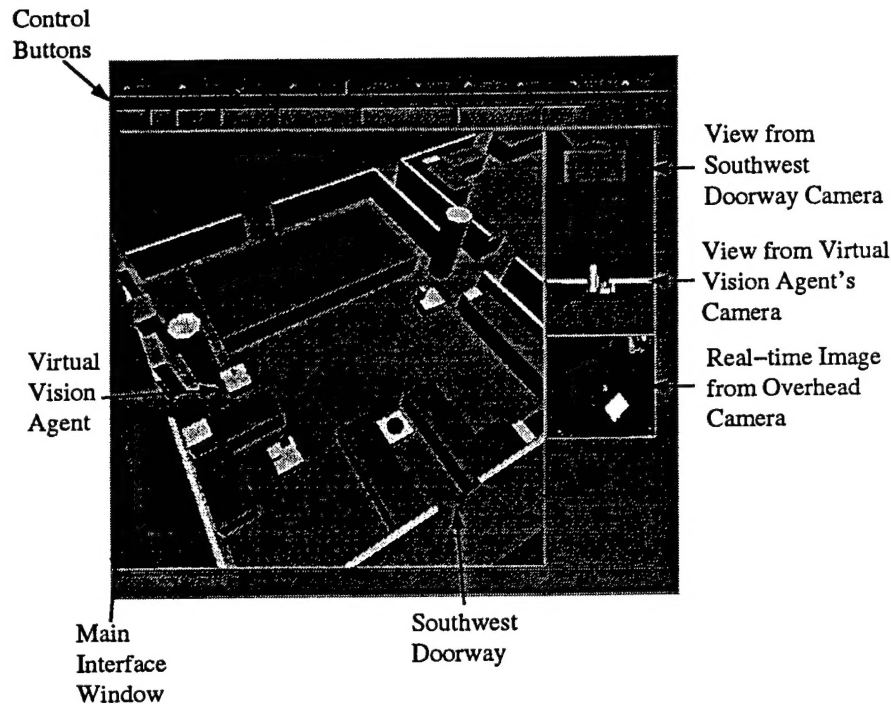 Control
Buttons
View from
Southwest
Doorway Camera
View from Virtual
Vision Agent's
Camera
Real-time Image
from Overhead
Camera
Virtual
Vision
Agent
Main
Interface
Window
Southwest
Doorway